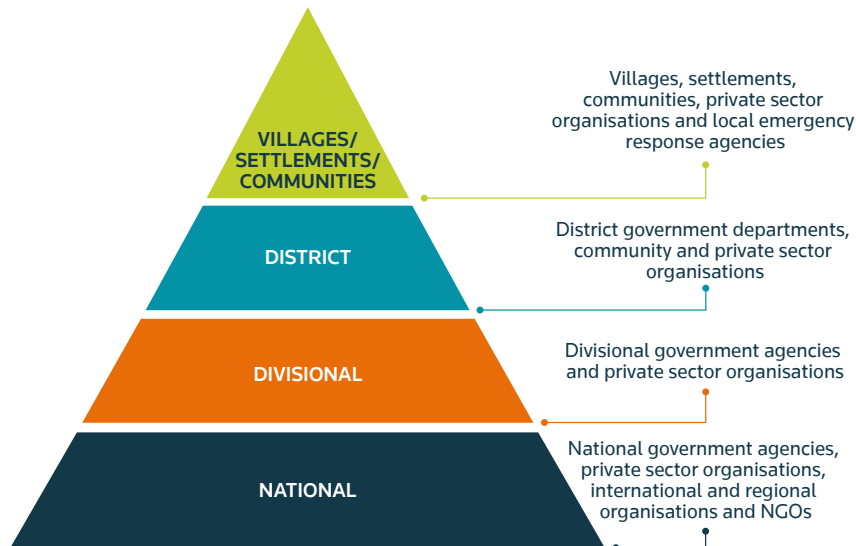 VILLAGES/
SETTLEMENTS/
COMMUNITIES
Villages, settlements,
communities, private sector
organisations and local emergency
response agencies
DISTRICT
District government departments,
community and private sector
organisations
DIVISIONAL
Divisional government agencies
and private sector organisations
NATIONAL
National government agencies,
private sector organisations,
international and regional
organisations and NGOs